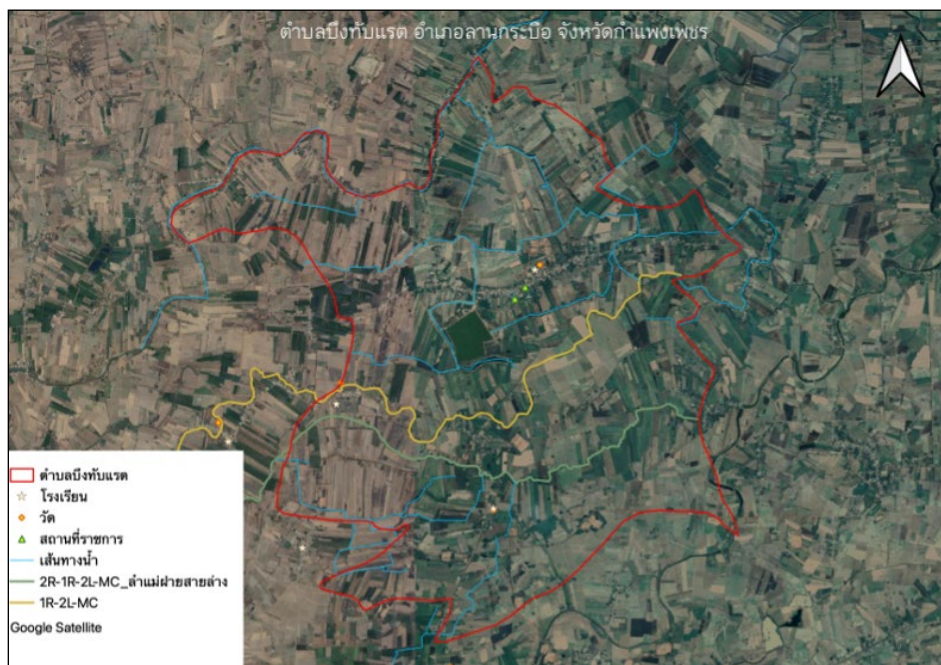 ตำบลบึงทับแรต อำเภอลานกระบือ จังหวัดกำแพงเพชร
ตำบลบึงทับแรต
โรงเรียน
วัด
สถานที่ราชการ
เส้นทางน้ำ
2R-1R-2L-MC_ลำแม่ฝายสายล่าง
1R-2L-MC
Google Satellite